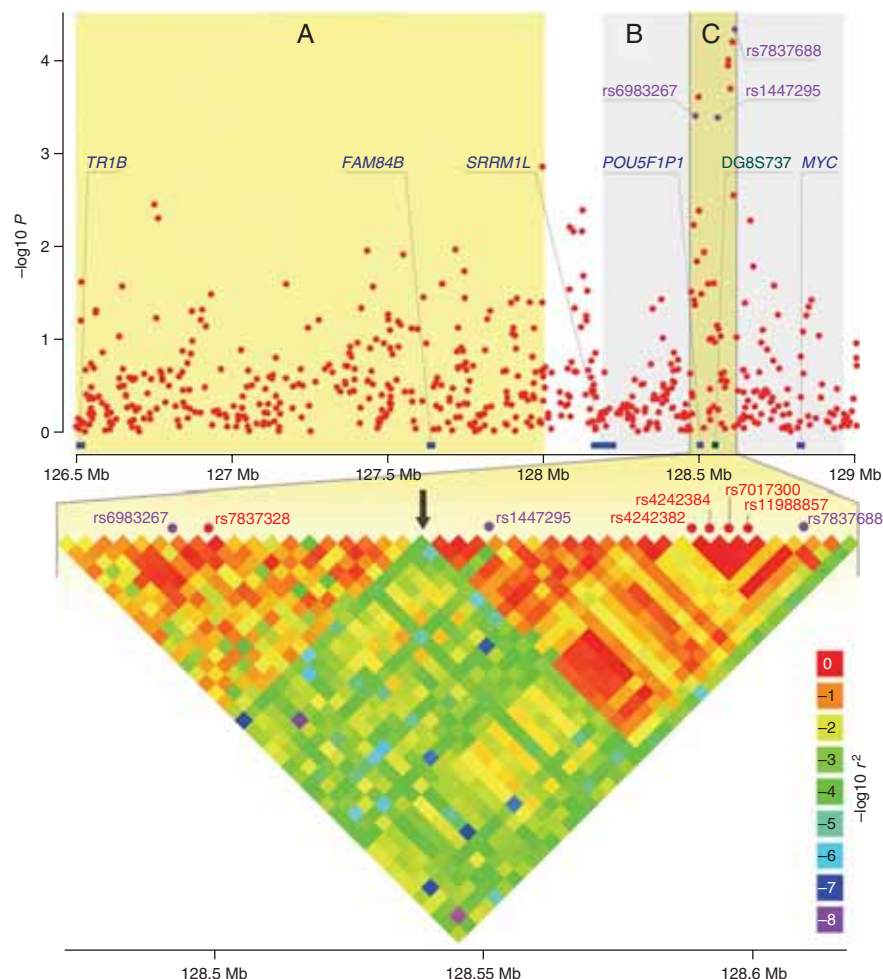 A
B
C
4
3
2
1
0
−log10 P
rs7837688
rs6983267
rs1447295
TR1B
FAM84B
SRRM1L
POU5F1P1
DG8S737
MYC
126.5 Mb
127 Mb
127.5 Mb
128 Mb
128.5 Mb
129 Mb
rs6983267
rs7837328
rs1447295
rs4242384
rs4242382
rs7017300
rs11988857
rs7837688
0
−1
−2
−3
−4
−5
−6
−7
−8
−log10 r²
128.5 Mb
128.55 Mb
128.6 Mb